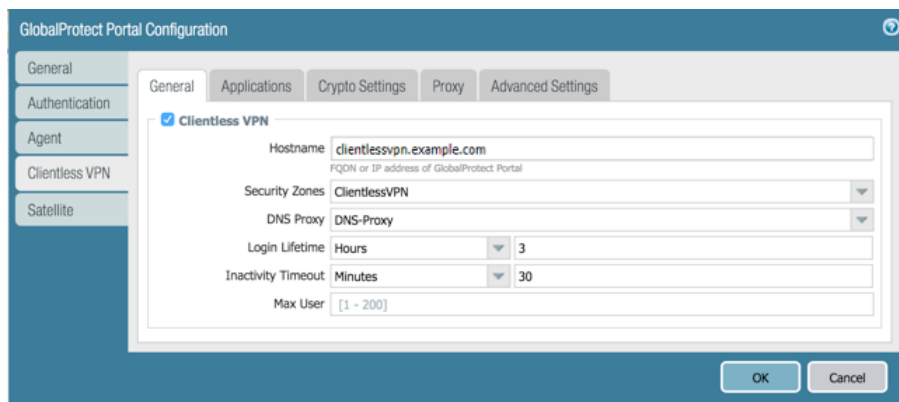 GlobalProtect Portal Configuration
General
Authentication
Agent
Clientless VPN
Satellite
General Applications Crypto Settings Proxy Advanced Settings
Clientless VPN
Hostname clientlessvpn.example.com
FQDN or IP address of GlobalProtect Portal
Security Zones ClientlessVPN
DNS Proxy DNS-Proxy
Login Lifetime Hours 3
Inactivity Timeout Minutes 30
Max User [1 - 200]
OK Cancel